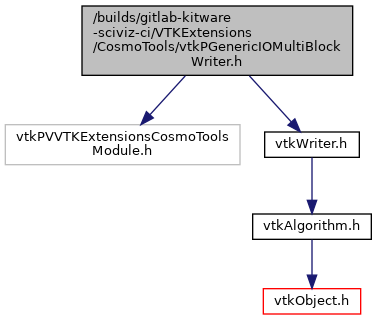 /builds/gitlab-kitware
-sciviz-ci/VTKExtensions
/CosmoTools/vtkPGenericIOMultiBlock
Writer.h
vtkPVVTKExtensionsCosmoTools
Module.h
vtkWriter.h
vtkAlgorithm.h
vtkObject.h